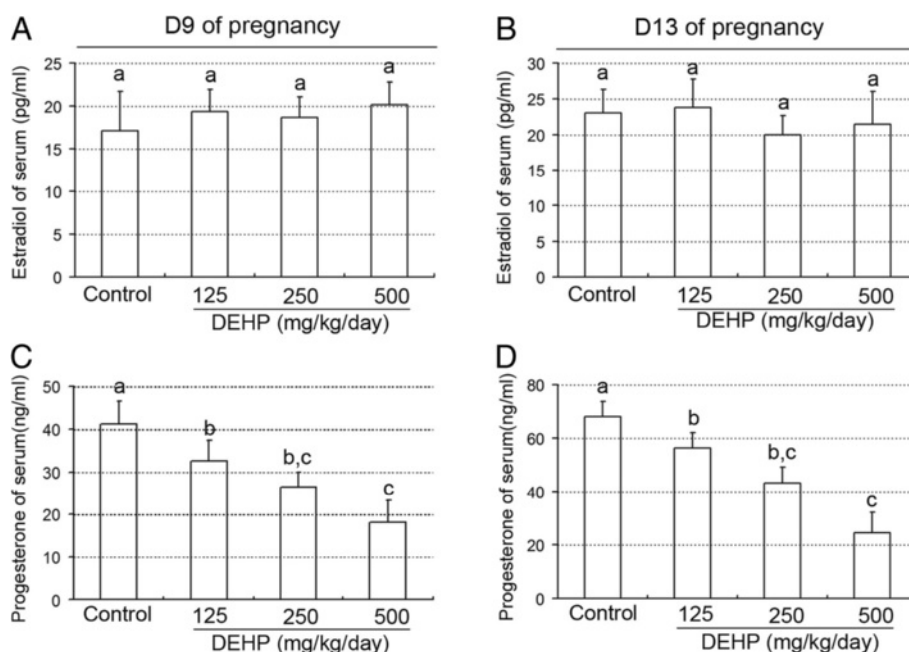 A
D9 of pregnancy
Estradiol of serum (pg/ml)
25
20
15
10
5
0
a
a
a
a
Control
125
250
500
DEHP (mg/kg/day)
B
D13 of pregnancy
Estradiol of serum (pg/ml)
30
25
20
15
10
5
0
a
a
a
a
Control
125
250
500
DEHP (mg/kg/day)
C
Progesterone of serum(ng/ml)
50
40
30
20
10
0
a
b
b,c
c
Control
125
250
500
DEHP (mg/kg/day)
D
Progesterone of serum(ng/ml)
80
60
40
20
0
a
b
b,c
c
Control
125
250
500
DEHP (mg/kg/day)